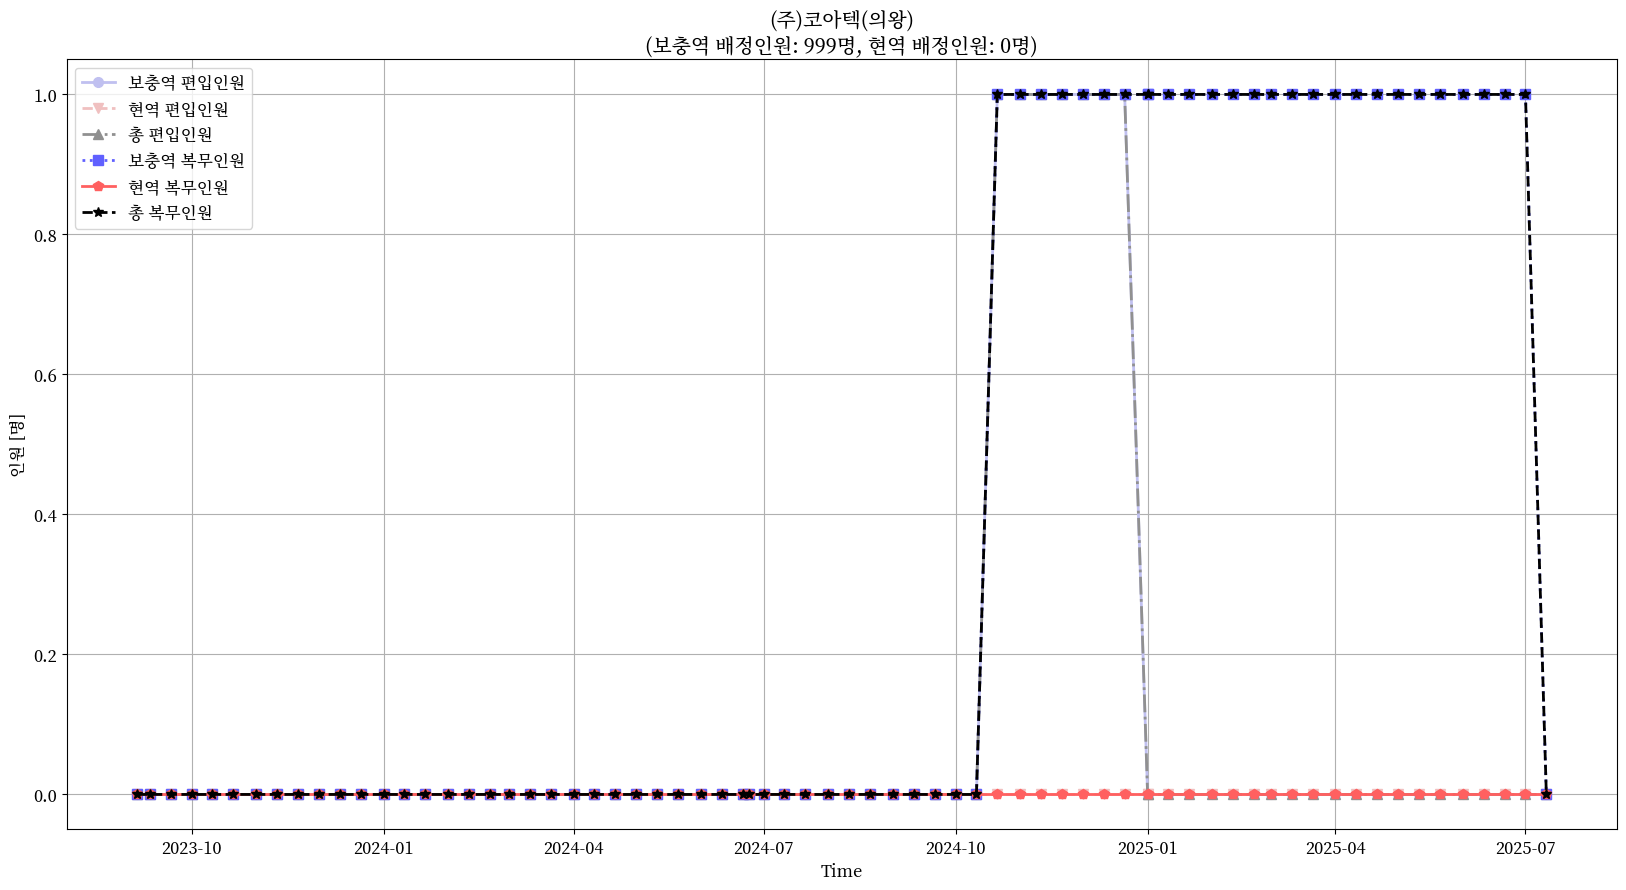 (주)코아텍(의왕)
(보충역 배정인원: 999명, 현역 배정인원: 0명)
보충역 편입인원
현역 편입인원
총 편입인원
보충역 복무인원
현역 복무인원
총 복무인원
1.0
0.8
0.6
0.4
0.2
0.0
인원 [명]
2023-10
2024-01
2024-04
2024-07
2024-10
2025-01
2025-04
2025-07
Time